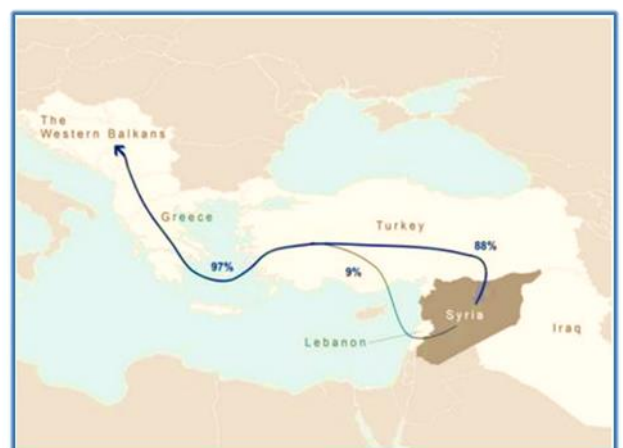 The
Western Balkans
Greece
Turkey
97%
88%
9%
Syria
Lebanon
Iraq